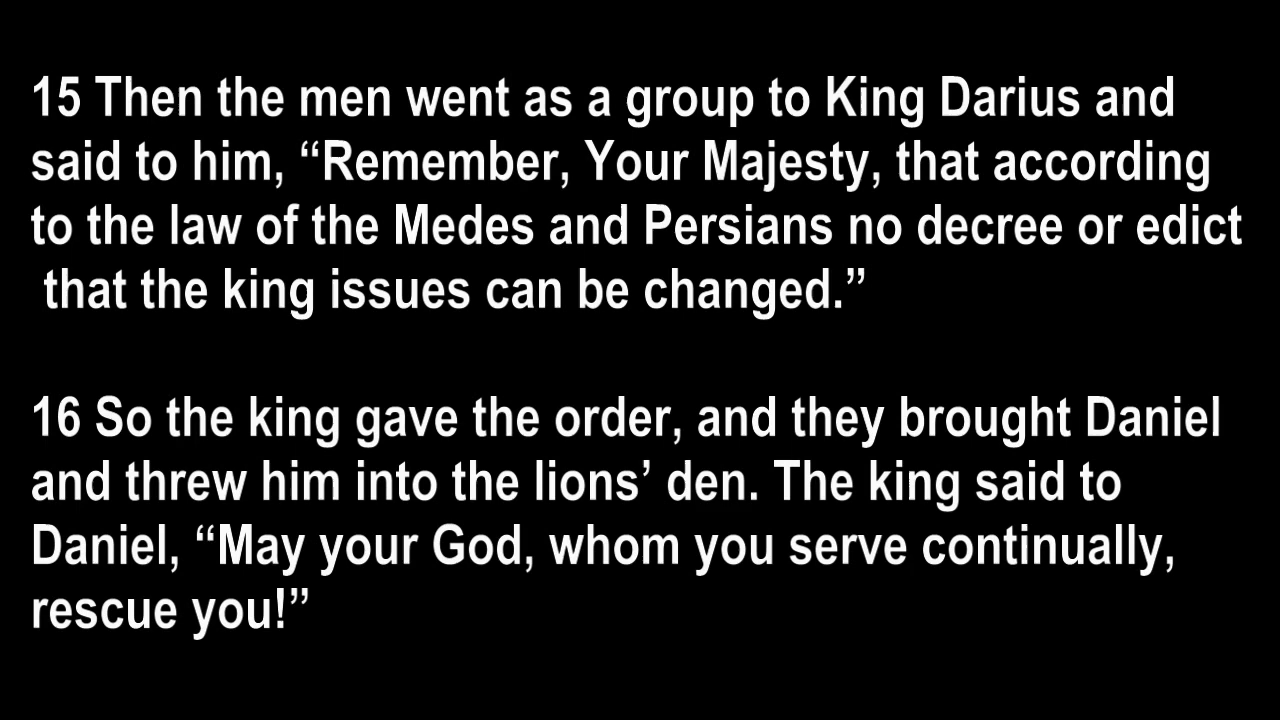 15 Then the men went as a group to King Darius and
said to him, “Remember, Your Majesty, that according
to the law of the Medes and Persians no decree or edict
that the king issues can be changed.”
16 So the king gave the order, and they brought Daniel
and threw him into the lions’ den. The king said to
Daniel, “May your God, whom you serve continually,
rescue you!”